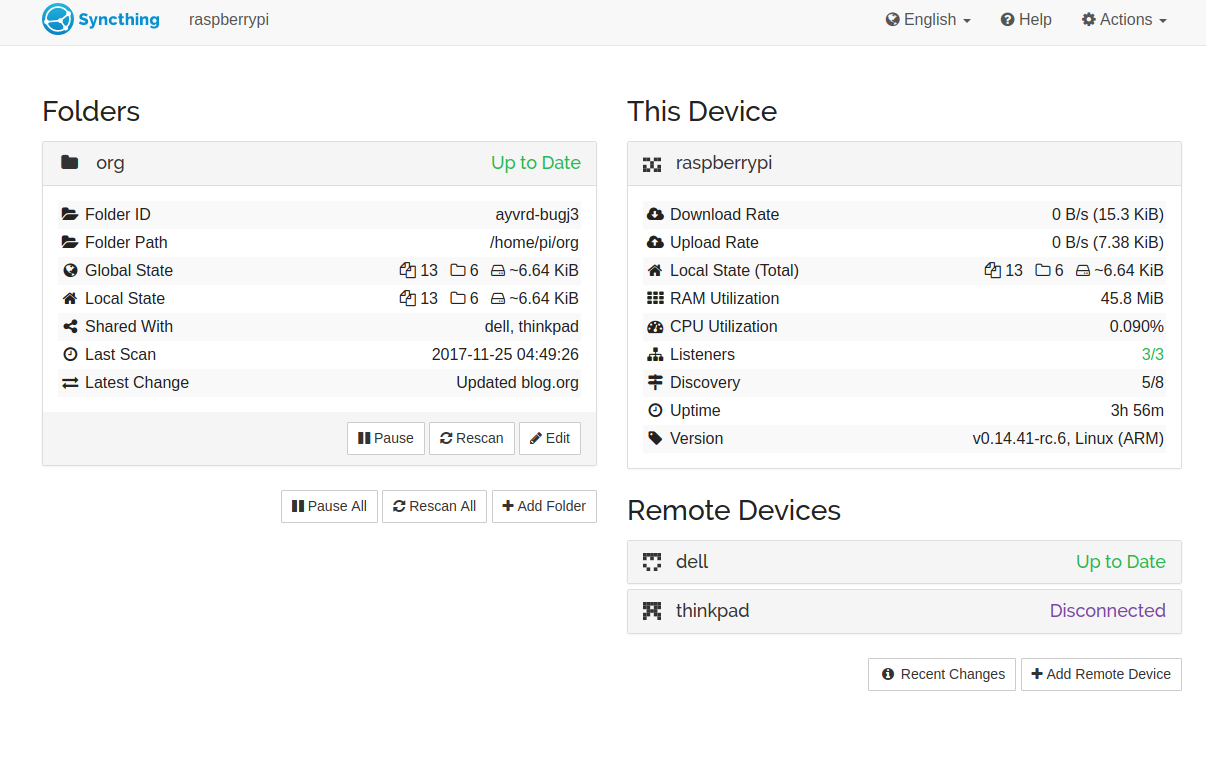 Syncthing raspberrypi English Help Actions
Folders
org Up to Date
Folder ID ayvrd-bugj3
Folder Path /home/pi/org
Global State 13 6 ~6.64 KiB
Local State 13 6 ~6.64 KiB
Shared With dell, thinkpad
Last Scan 2017-11-25 04:49:26
Latest Change Updated blog.org
Pause Rescan Edit
Pause All Rescan All Add Folder
This Device
raspberrypi
Download Rate 0 B/s (15.3 KiB)
Upload Rate 0 B/s (7.38 KiB)
Local State (Total) 13 6 ~6.64 KiB
RAM Utilization 45.8 MiB
CPU Utilization 0.090%
Listeners 3/3
Discovery 5/8
Uptime 3h 56m
Version v0.14.41-rc.6, Linux (ARM)
Remote Devices
dell Up to Date
thinkpad Disconnected
Recent Changes Add Remote Device